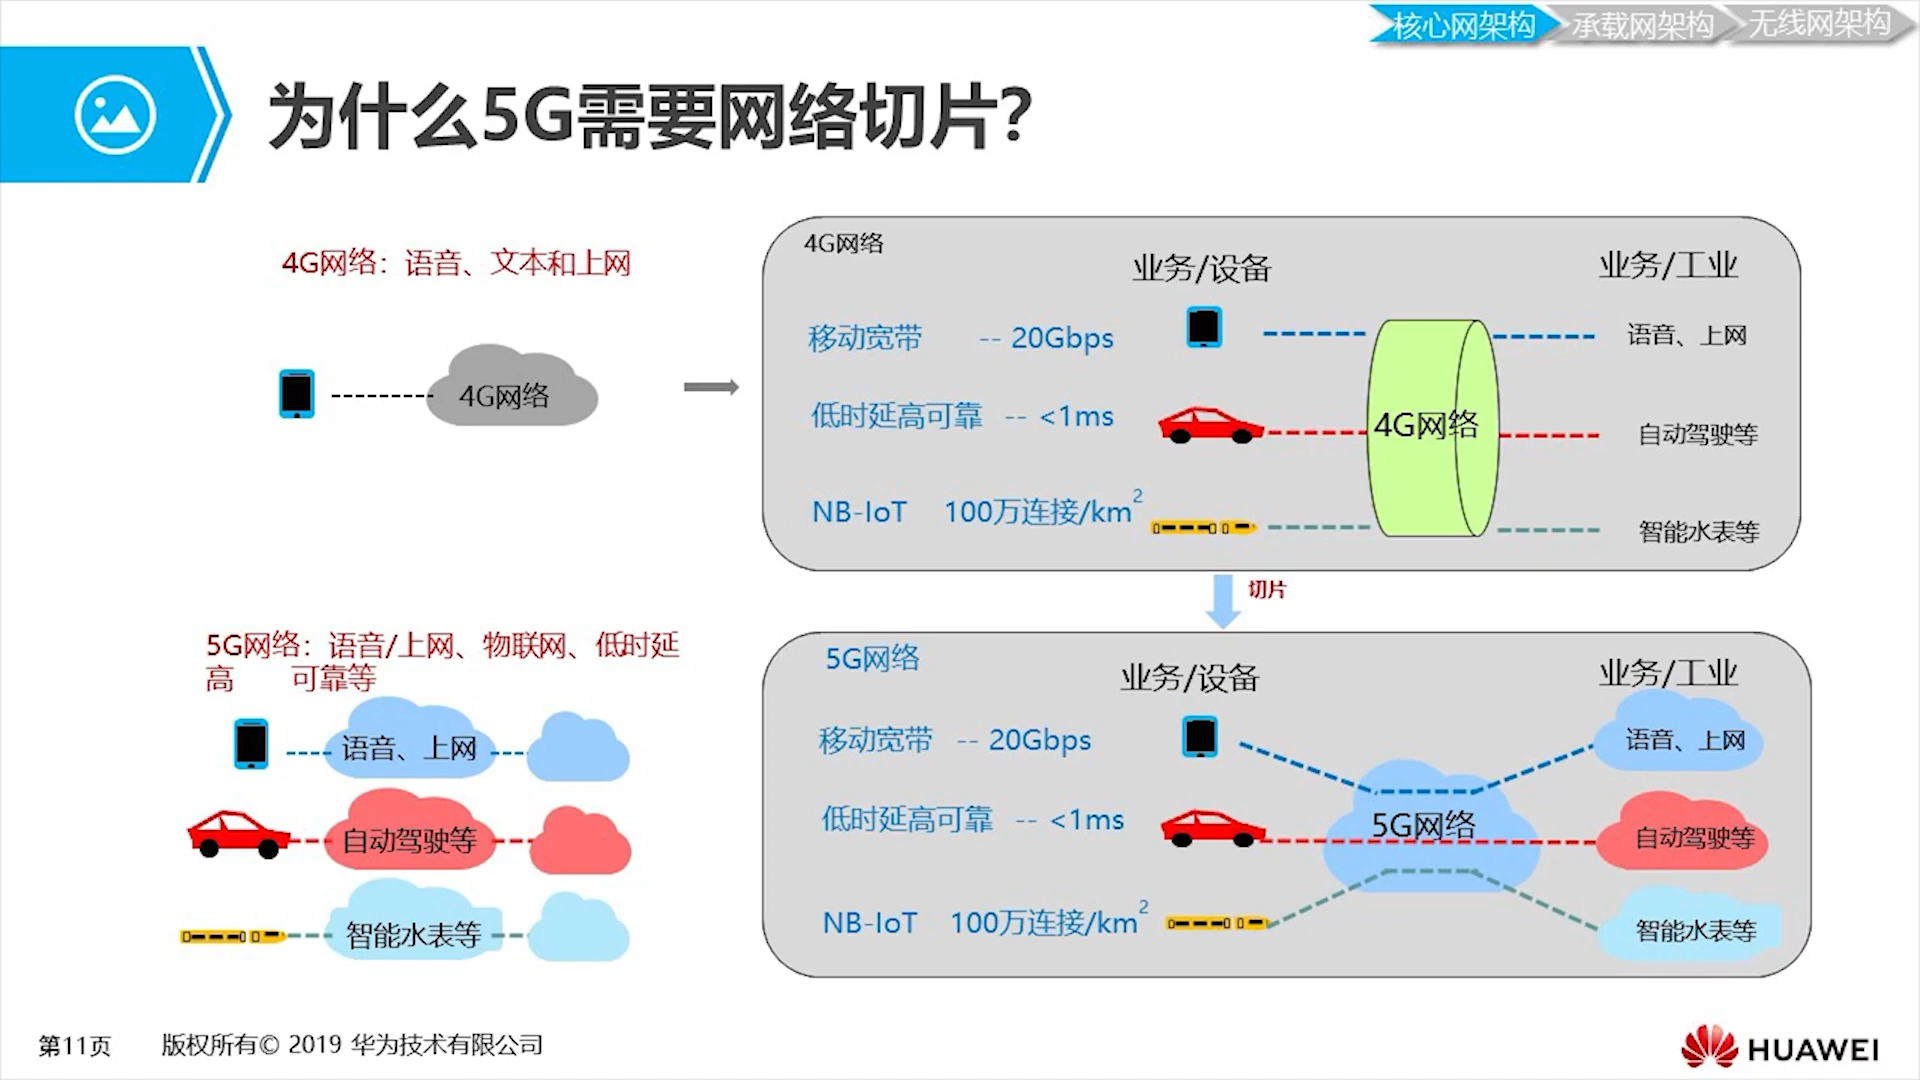 核心网架构
承载网架构
无线网架构
为什么5G需要网络切片?
4G网络：语音、文本和上网
4G网络
4G网络
业务/设备
业务/工业
移动宽带 -- 20Gbps
语音、上网
低时延高可靠 -- <1ms
4G网络
自动驾驶等
NB-IoT 100万连接/km2
智能水表等
切片
5G网络：语音/上网、物联网、低时延
高 可靠等
语音、上网
自动驾驶等
智能水表等
5G网络
业务/设备
业务/工业
移动宽带 -- 20Gbps
语音、上网
低时延高可靠 -- <1ms
5G网络
自动驾驶等
NB-IoT 100万连接/km2
智能水表等
第11页
版权所有© 2019 华为技术有限公司
HUAWEI